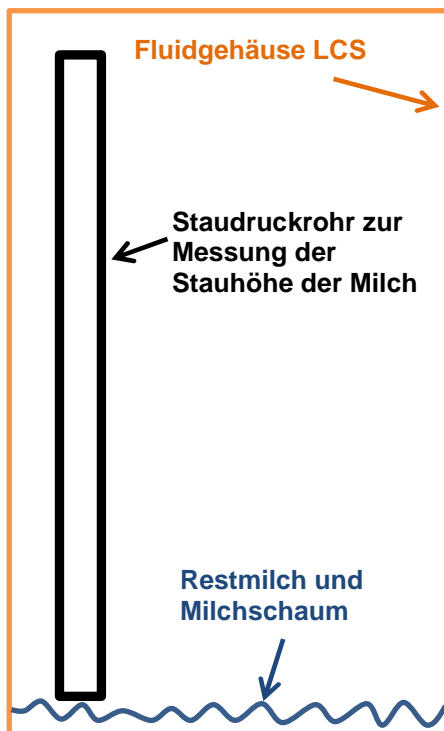 Fluidgehäuse LCS
Staudruckrohr zur
Messung der
Stauhöhe der Milch
Restmilch und
Milchschaum